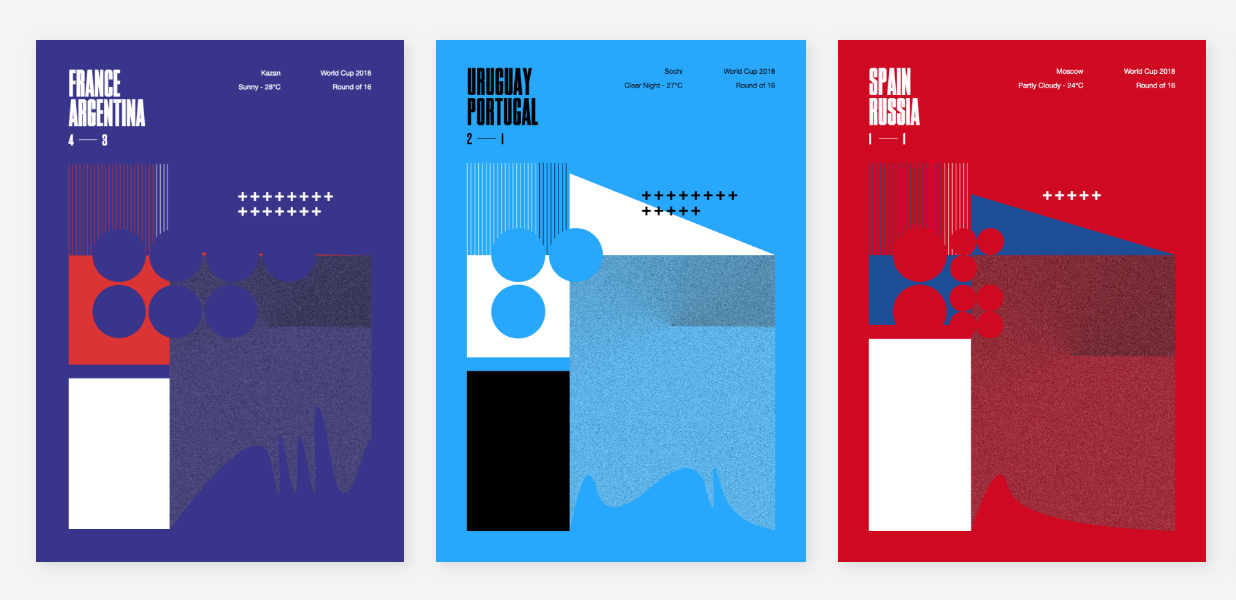 FRANCE
ARGENTINA
4 — 3
Kazan
Sunny - 28°C
World Cup 2018
Round of 16
URUGUAY
PORTUGAL
2 — 1
Sochi
Clear Night - 27°C
World Cup 2018
Round of 16
SPAIN
RUSSIA
1 — 1
Moscow
Partly Cloudy - 24°C
World Cup 2018
Round of 16